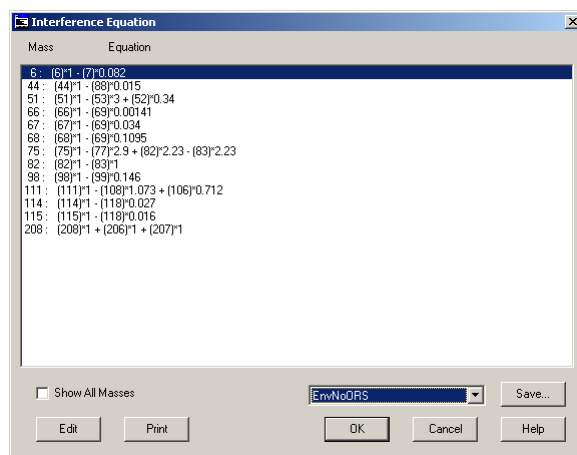 Interference Equation
Mass Equation
6 : (6)*1 - (7)*0.082
44 : (44)*1 - (88)*0.015
51 : (51)*1 - (53)*3 + (52)*0.34
66 : (66)*1 - (69)*0.00141
67 : (67)*1 - (69)*0.034
68 : (68)*1 - (69)*0.1095
75 : (75)*1 - (77)*2.9 + (82)*2.23 - (83)*2.23
82 : (82)*1 - (83)*1
98 : (98)*1 - (99)*0.146
111 : (111)*1 - (108)*1.073 + (106)*0.712
114 : (114)*1 - (118)*0.027
115 : (115)*1 - (118)*0.016
208 : (208)*1 + (206)*1 + (207)*1
Show All Masses EnvNoORS Save...
Edit Print OK Cancel Help